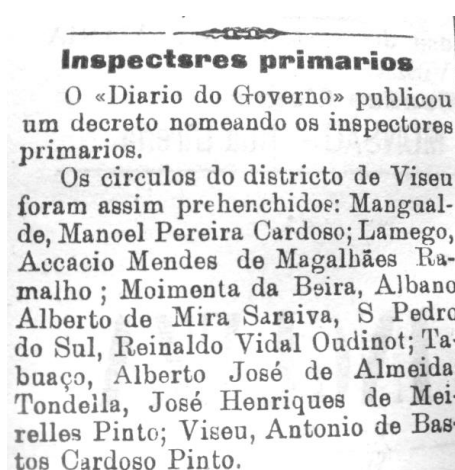 Inspectsres primarios
O «Diario do Governo» publicou
um decreto nomeando os inspectores
primarios.
Os circulos do districto de Viseu
foram assim prehenchidos: Mangual-
de, Manoel Pereira Cardoso; Lamego,
Accacio Mendes de Magalhães Ra-
malho; Moimenta da Beira, Albano
Alberto de Mira Saraiva, S Pedro
do Sul, Reinaldo Vidal Oudinot; Ta-
buaço, Alberto José de Almeida
Tondella, José Henriques de Mei-
relles Pinto; Viseu, Antonio de Bas-
tos Cardoso Pinto.